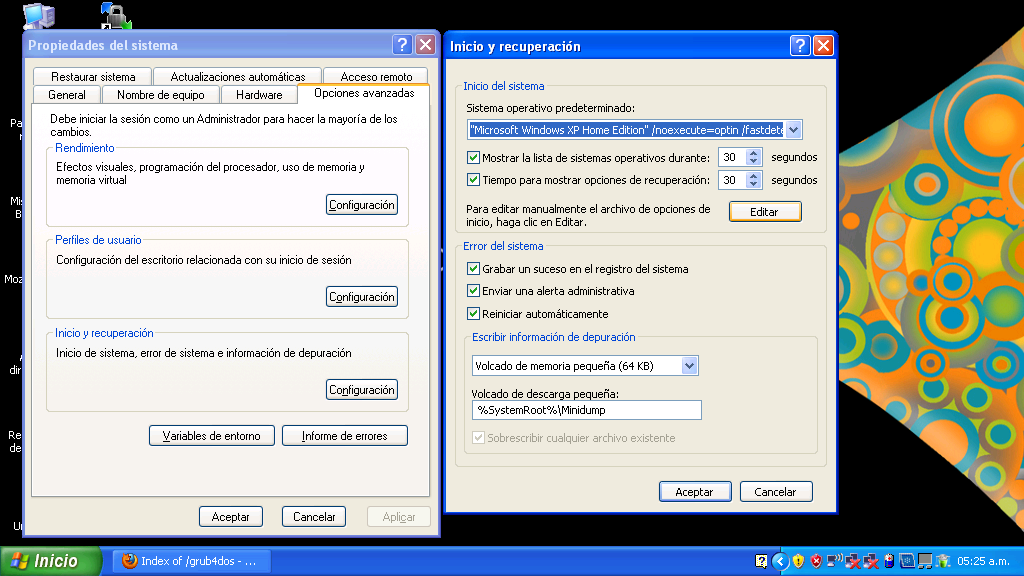 Propiedades del sistema
Restaurar sistema
Actualizaciones automáticas
Acceso remoto
General
Nombre de equipo
Hardware
Opciones avanzadas
Debe iniciar la sesión como un Administrador para hacer la mayoría de los
cambios.
Rendimiento
Efectos visuales, programación del procesador, uso de memoria y
memoria virtual
Configuración
Perfiles de usuario
Configuración del escritorio relacionada con su inicio de sesión
Configuración
Inicio y recuperación
Inicio de sistema, error de sistema e información de depuración
Configuración
Variables de entorno
Informe de errores
Aceptar
Cancelar
Aplicar
Inicio y recuperación
Inicio del sistema
Sistema operativo predeterminado:
"Microsoft Windows XP Home Edition" /noexecute=optin /fastdete
Mostrar la lista de sistemas operativos durante:
30
segundos
Tiempo para mostrar opciones de recuperación:
30
segundos
Para editar manualmente el archivo de opciones de
inicio, haga clic en Editar.
Editar
Error del sistema
Grabar un suceso en el registro del sistema
Enviar una alerta administrativa
Reiniciar automáticamente
Escribir información de depuración
Volcado de memoria pequeña (64 KB)
Volcado de descarga pequeña:
%SystemRoot%\Minidump
Sobrescribir cualquier archivo existente
Aceptar
Cancelar
Inicio
Index of /grub4dos - ...
05:25 a.m.